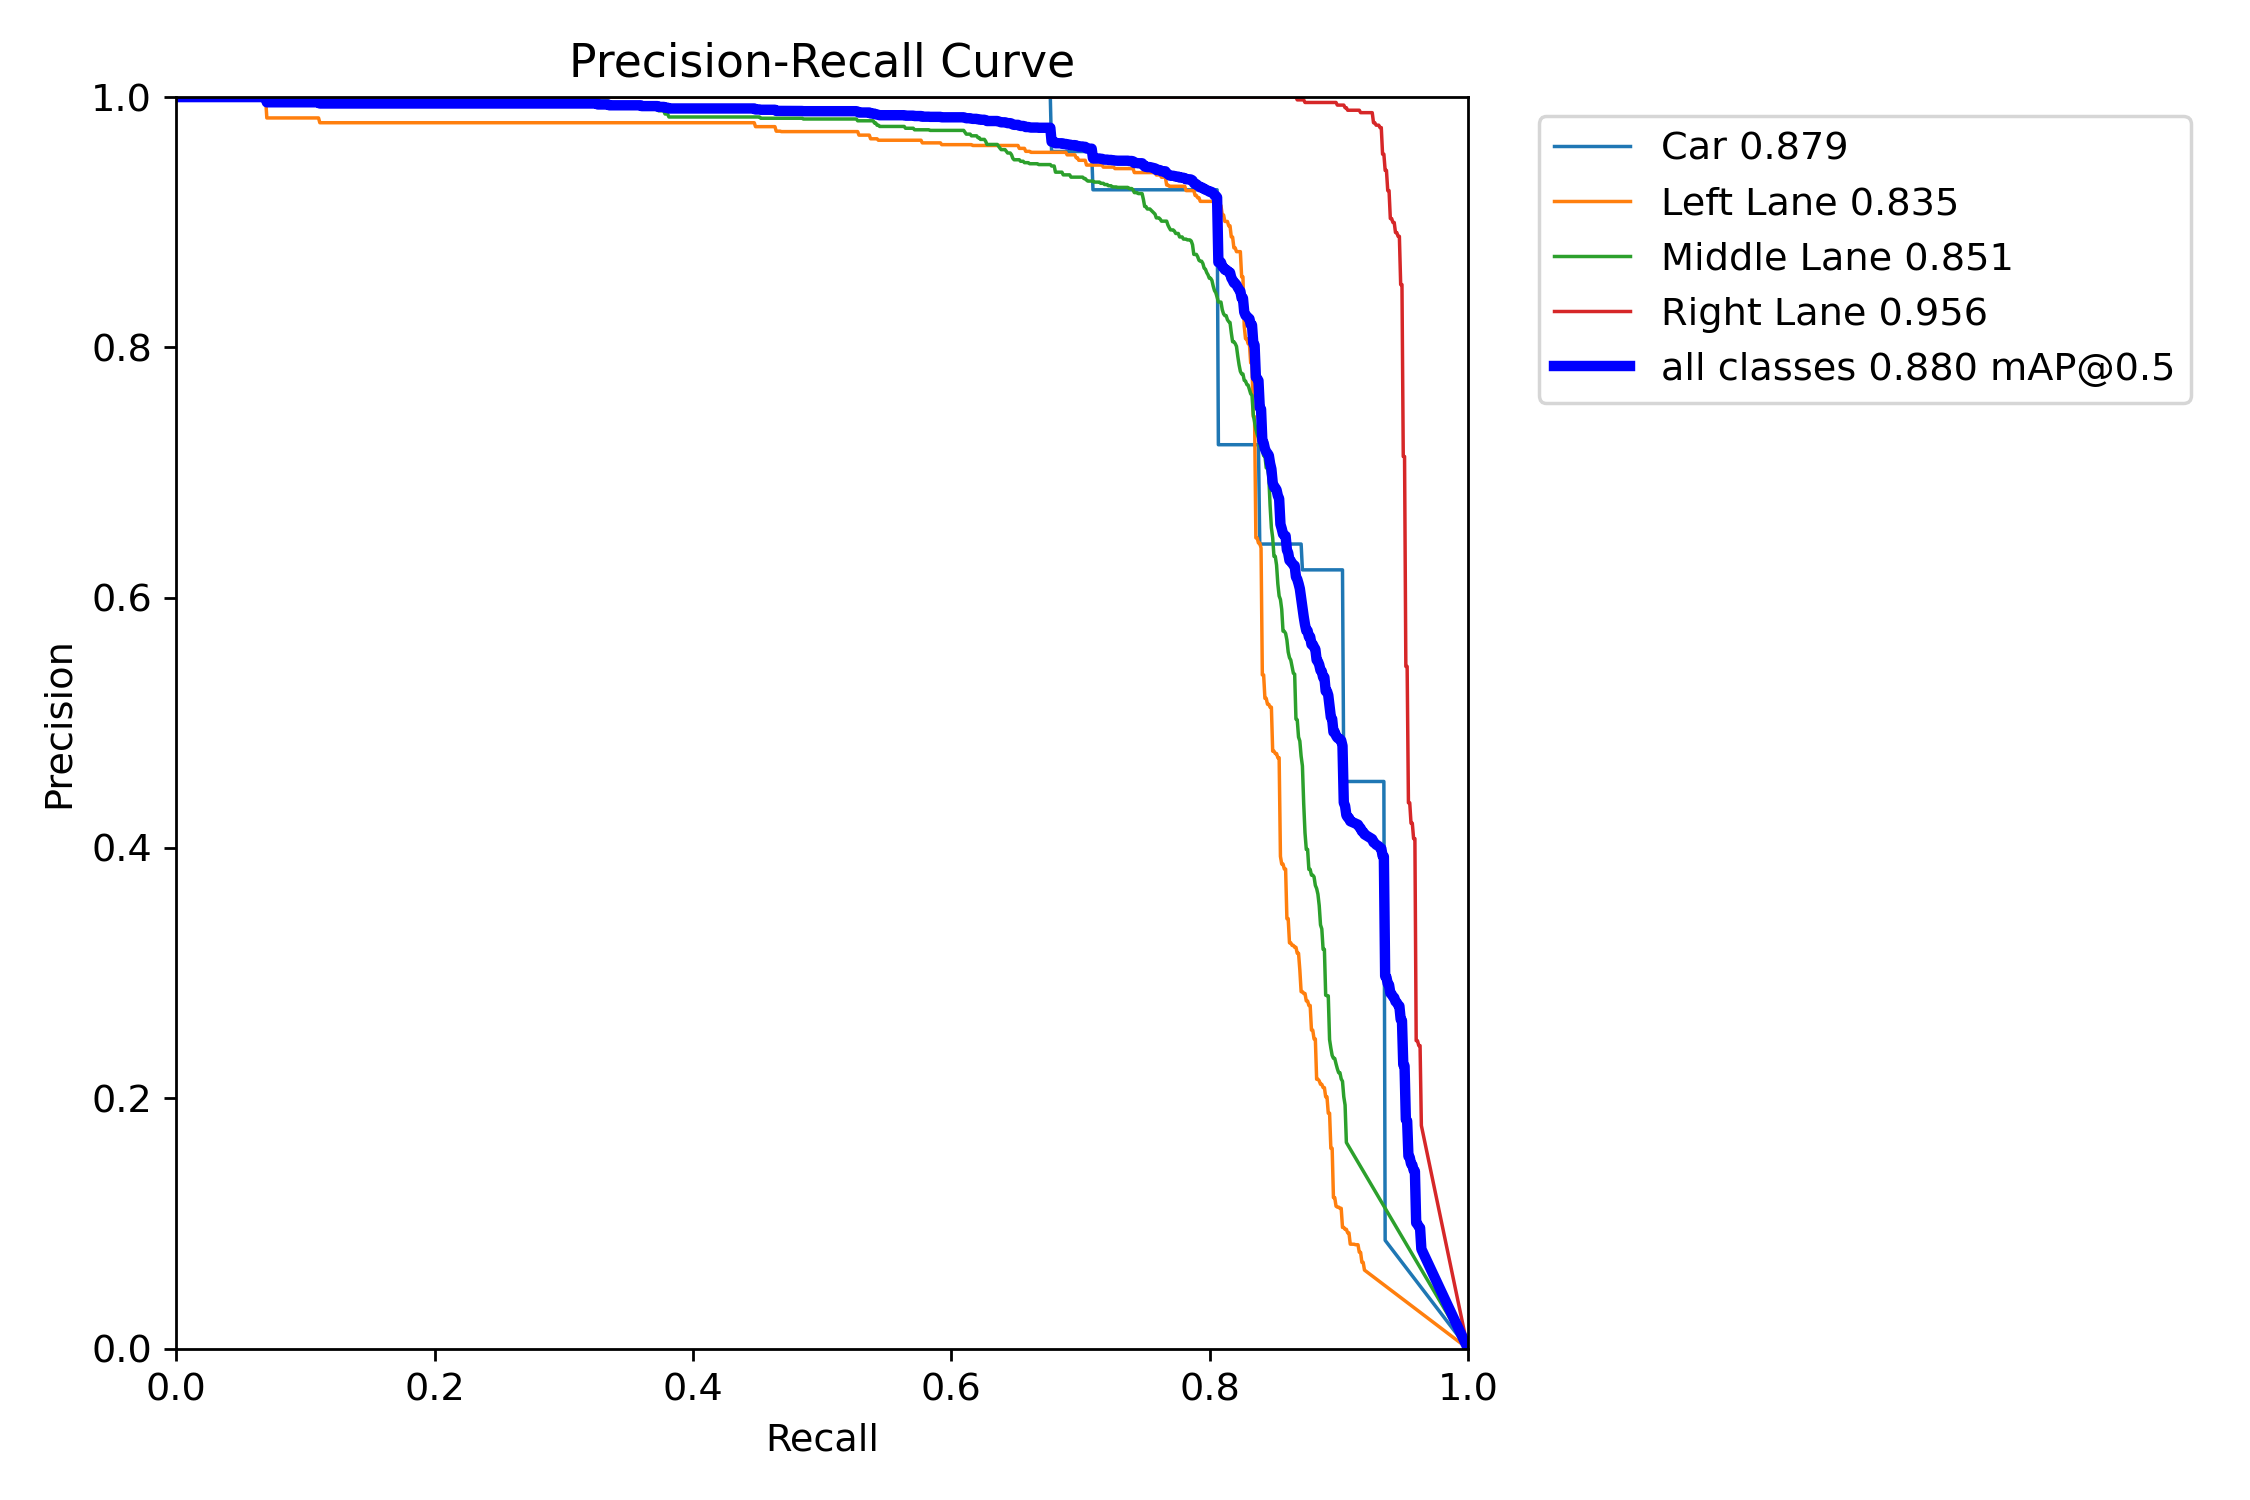 Precision-Recall Curve
1.0
0.8
0.6
0.4
0.2
0.0
Precision
0.0 0.2 0.4 0.6 0.8 1.0
Recall
Car 0.879
Left Lane 0.835
Middle Lane 0.851
Right Lane 0.956
all classes 0.880 mAP@0.5